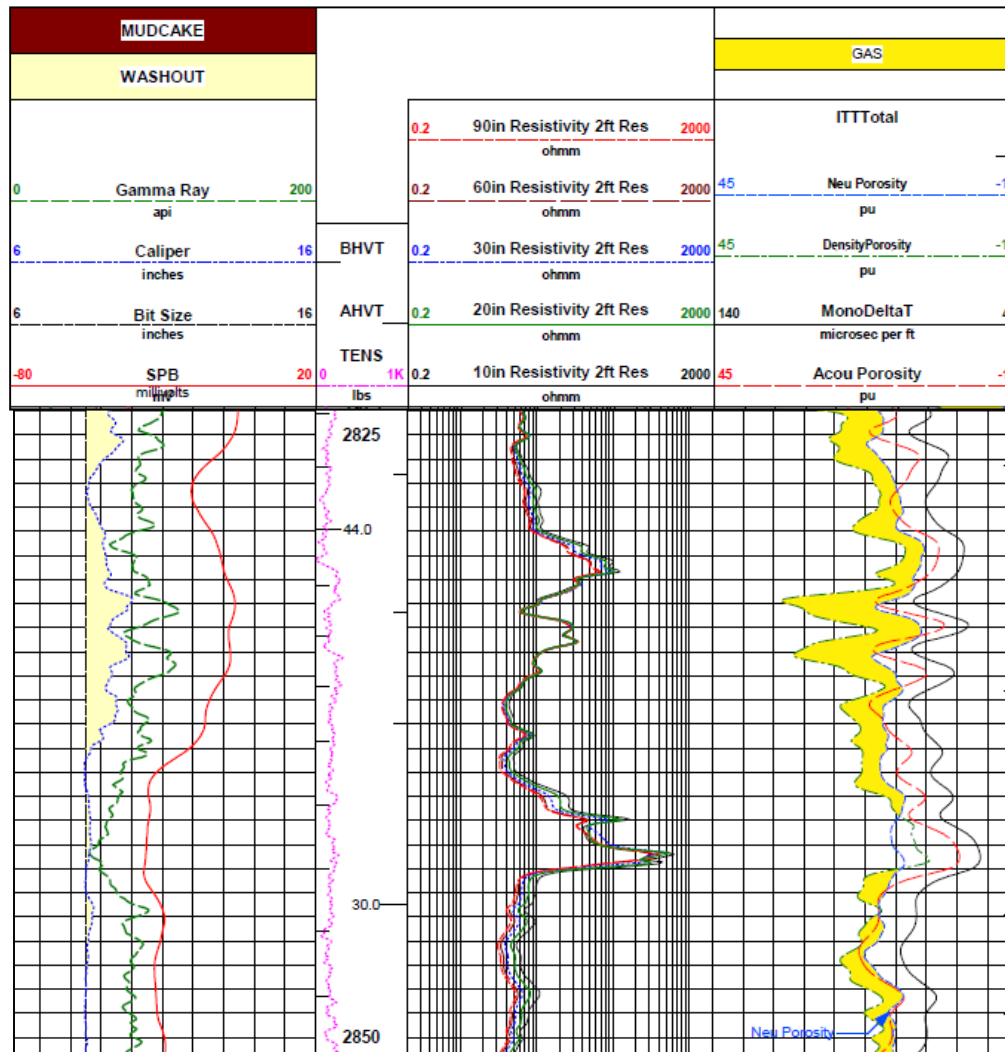 MUDCAKE
WASHOUT
0 Gamma Ray 200
api
6 Caliper 16
inches
6 Bit Size 16
inches
-80 SPB 20
millivolts
BHVT
AHVT
TENS
0 1K
lbs
0.2 90in Resistivity 2ft Res 2000
ohmm
0.2 60in Resistivity 2ft Res 2000
ohmm
0.2 30in Resistivity 2ft Res 2000
ohmm
0.2 20in Resistivity 2ft Res 2000
ohmm
0.2 10in Resistivity 2ft Res 2000
ohmm
GAS
ITTTotal
45 Neu Porosity
pu
45 DensityPorosity
pu
140 MonoDeltaT
microsec per ft
45 Acou Porosity
pu
2825
44.0
30.0
2850
Neu Porosity